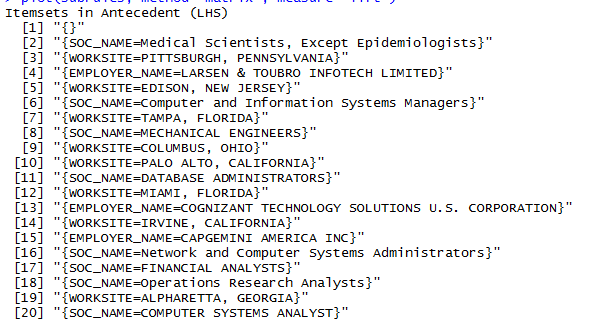 > plot(subrules, method="matrix", measure="lift")
Itemsets in Antecedent (LHS)
[1] "{}"
[2] "{SOC_NAME=Medical Scientists, Except Epidemiologists}"
[3] "{WORKSITE=PITTSBURGH, PENNSYLVANIA}"
[4] "{EMPLOYER_NAME=LARSEN & TOUBRO INFOTECH LIMITED}"
[5] "{WORKSITE=EDISON, NEW JERSEY}"
[6] "{SOC_NAME=Computer and Information Systems Managers}"
[7] "{WORKSITE=TAMPA, FLORIDA}"
[8] "{SOC_NAME=MECHANICAL ENGINEERS}"
[9] "{WORKSITE=COLUMBUS, OHIO}"
[10] "{WORKSITE=PALO ALTO, CALIFORNIA}"
[11] "{SOC_NAME=DATABASE ADMINISTRATORS}"
[12] "{WORKSITE=MIAMI, FLORIDA}"
[13] "{EMPLOYER_NAME=COGNIZANT TECHNOLOGY SOLUTIONS U.S. CORPORATION}"
[14] "{WORKSITE=IRVINE, CALIFORNIA}"
[15] "{EMPLOYER_NAME=CAPGEMINI AMERICA INC}"
[16] "{SOC_NAME=Network and Computer Systems Administrators}"
[17] "{SOC_NAME=FINANCIAL ANALYSTS}"
[18] "{SOC_NAME=Operations Research Analysts}"
[19] "{WORKSITE=ALPHARETTA, GEORGIA}"
[20] "{SOC_NAME=COMPUTER SYSTEMS ANALYST}"